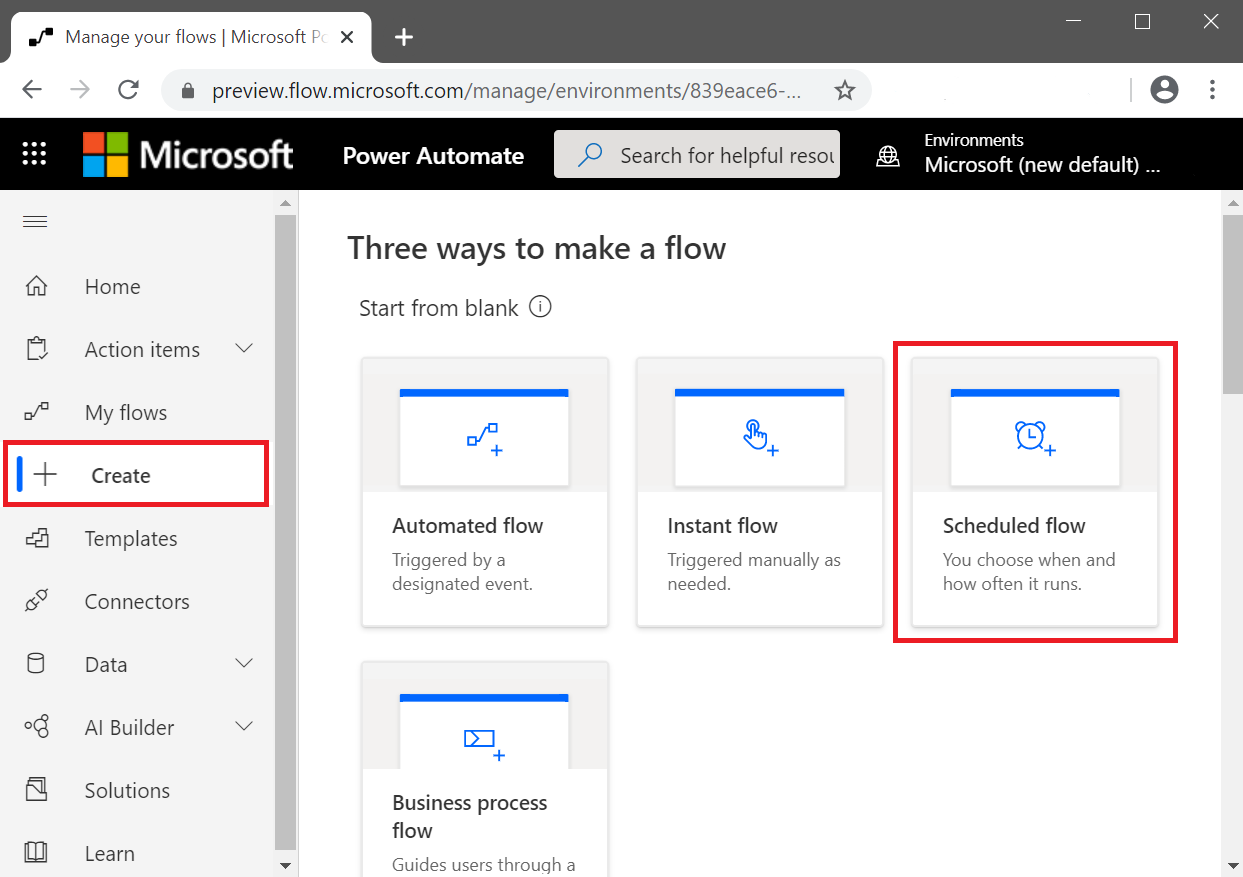 Manage your flows | Microsoft Po
preview.flow.microsoft.com/manage/environments/839eace6-...
Microsoft
Power Automate
Search for helpful resou
Environments
Microsoft (new default) ...
Home
Action items
My flows
Create
Templates
Connectors
Data
AI Builder
Solutions
Learn
Three ways to make a flow
Start from blank
Automated flow
Triggered by a
designated event.
Instant flow
Triggered manually as
needed.
Scheduled flow
You choose when and
how often it runs.
Business process
flow
Guides users through a